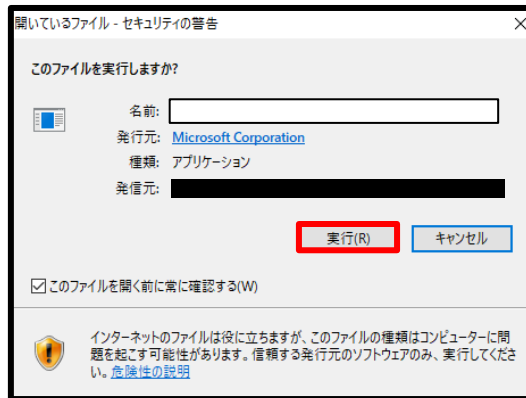 開いているファイル - セキュリティの警告
このファイルを実行しますか?
名前:
発行元: Microsoft Corporation
種類: アプリケーション
発信元:
実行(R) キャンセル
このファイルを開く前に常に確認する(W)
インターネットのファイルは役に立ちますが、このファイルの種類はコンピューターに問
題を起こす可能性があります。信頼する発行元のソフトウェアのみ、実行してくださ
い。危険性の説明